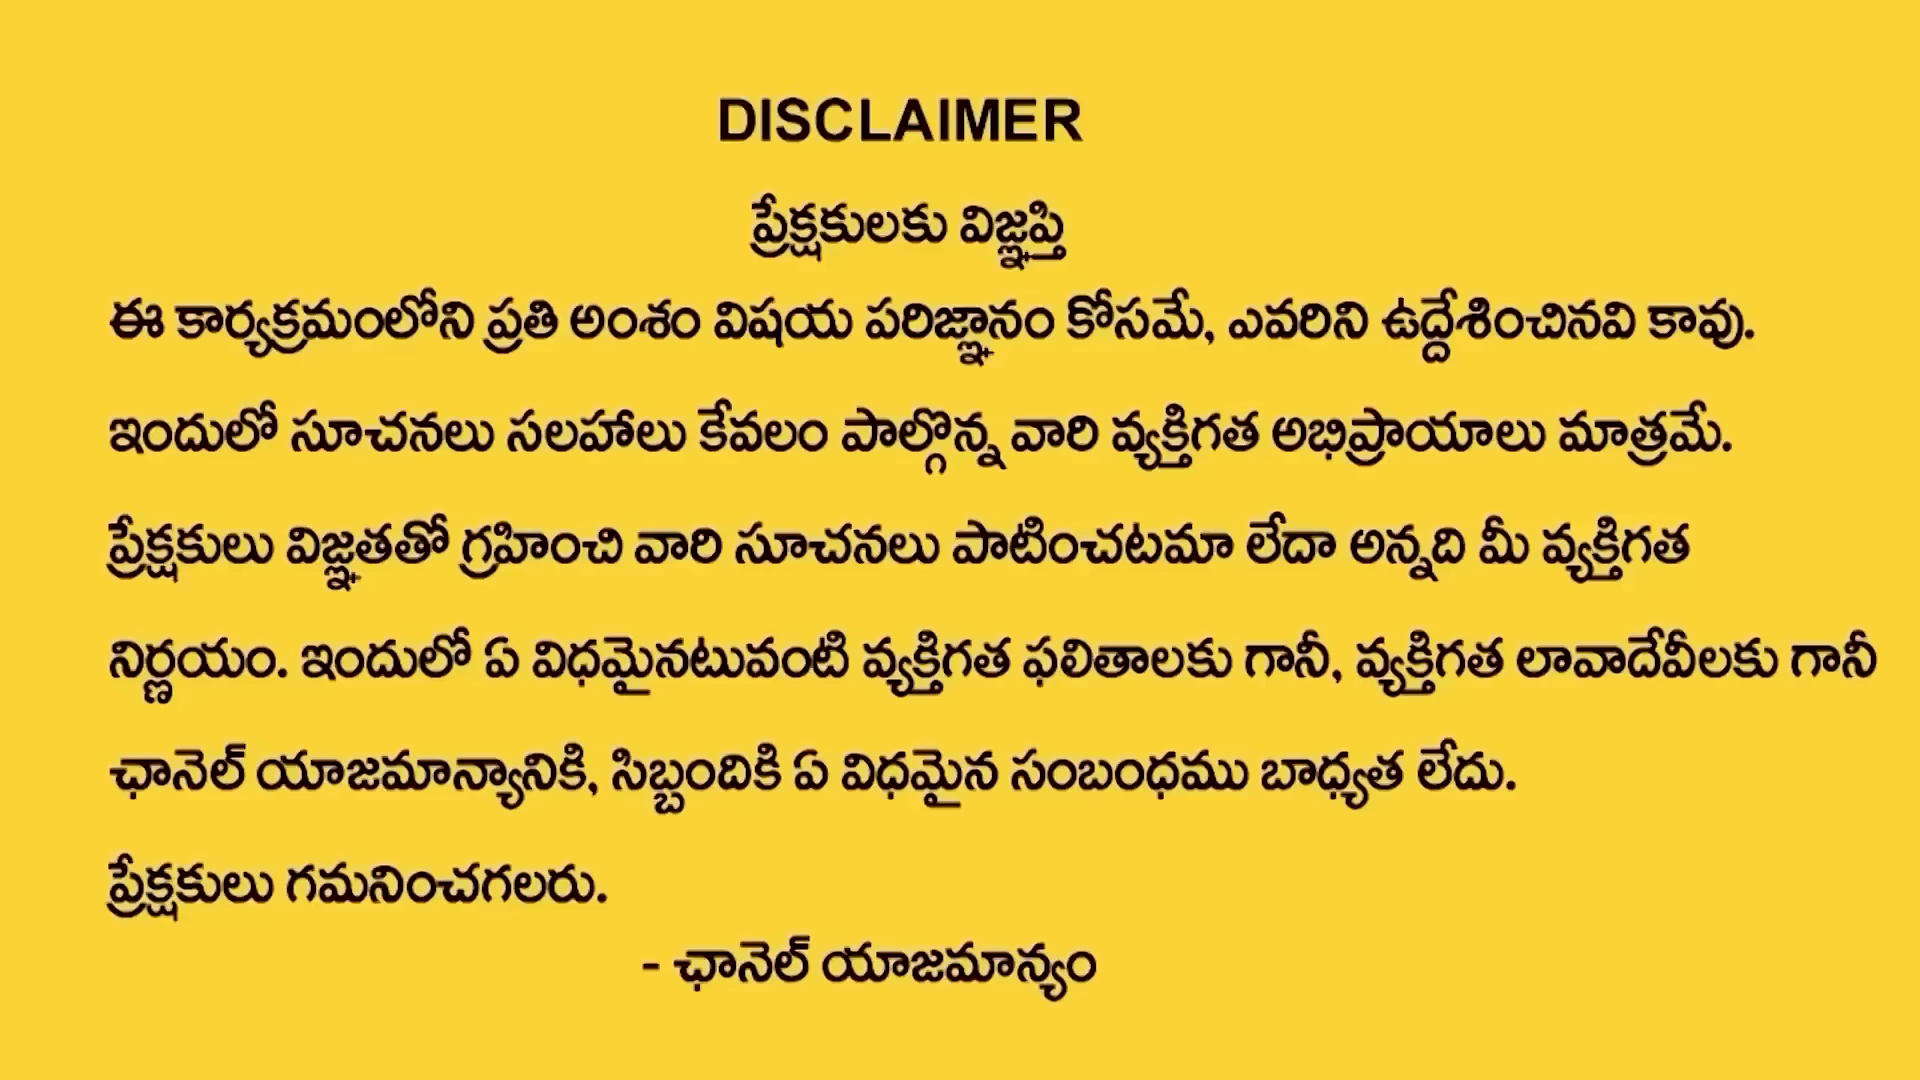 DISCLAIMER
ప్రేక్షకులకు విజ్ఞప్తి
ఈ కార్యక్రమంలోని ప్రతి అంశం విషయ పరిజ్ఞానం కోసమే, ఎవరిని ఉద్దేశించినవి కావు.
ఇందులో సూచనలు సలహాలు కేవలం పాల్గొన్న వారి వ్యక్తిగత అభిప్రాయాలు మాత్రమే.
ప్రేక్షకులు విజ్ఞతతో గ్రహించి వారి సూచనలు పాటించటమా లేదా అన్నది మీ వ్యక్తిగత
నిర్ణయం. ఇందులో ఏ విధమైనటువంటి వ్యక్తిగత ఫలితాలకు గానీ, వ్యక్తిగత లావాదేవీలకు గానీ
ఛానెల్ యాజమాన్యానికి, సిబ్బందికి ఏ విధమైన సంబంధము బాధ్యత లేదు.
ప్రేక్షకులు గమనించగలరు.
- ఛానెల్ యాజమాన్యం